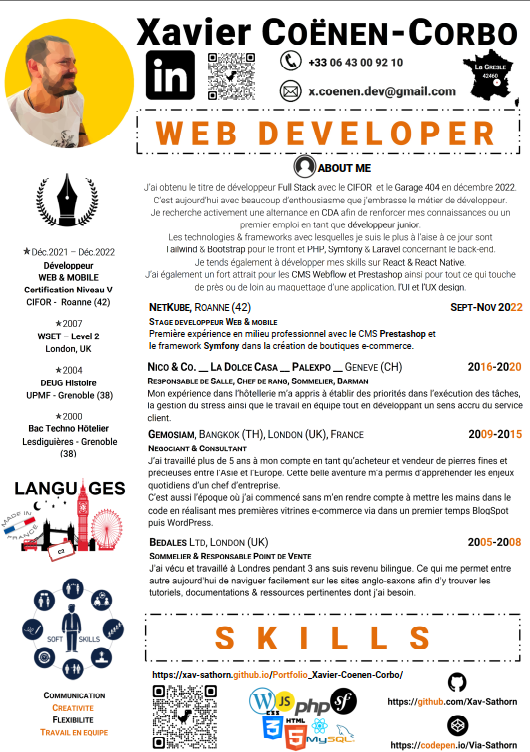 Xavier COËNEN-CORBO
in
+33 06 43 00 92 10
x.coenen.dev@gmail.com
LA GRESLE
42460
WEB DEVELOPER
ABOUT ME
J'ai obtenu le titre de développeur Full Stack avec le CIFOR et le Garage 404 en décembre 2022.
C'est aujourd'hui avec beaucoup d'enthousiasme que j'embrasse le métier de développeur.
Je recherche activement une alternance en CDA afin de renforcer mes connaissances ou un
premier emploi en tant que développeur junior.
Les technologies & frameworks avec lesquelles je suis le plus à l'aise à ce jour sont
Tailwind & Bootstrap pour le front et PHP, Symfony & Laravel concernant le back-end.
Je tends également à développer mes skills sur React & React Native.
J'ai également un fort attrait pour les CMS Webflow et Prestashop ainsi pour tout ce qui touche
de près ou de loin au maquettage d'une application, l'UI et l'UX design.
★Déc.2021 – Déc.2022
Développeur
WEB & MOBILE
Certification Niveau V
CIFOR - Roanne (42)
★2007
WSET – Level 2
London, UK
★2004
DEUG Histoire
UPMF - Grenoble (38)
★2000
Bac Techno Hôtelier
Lesdiguières - Grenoble
(38)
LANGUAGES
MADE IN
FRANCE
C2
SOFT SKILLS
COMMUNICATION
CREATIVITE
FLEXIBILITE
TRAVAIL EN EQUIPE
NETKUBE, ROANNE (42) SEPT-NOV 2022
STAGE DEVELOPPEUR WEB & MOBILE
Première expérience en milieu professionnel avec le CMS Prestashop et
le framework Symfony dans la création de boutiques e-commerce.
NICO & CO. __ LA DOLCE CASA __ PALEXPO __ GENEVE (CH) 2016-2020
RESPONSABLE DE SALLE, CHEF DE RANG, SOMMELIER, BARMAN
Mon expérience dans l'hôtellerie m'a appris à établir des priorités dans l'exécution des tâches,
la gestion du stress ainsi que le travail en équipe tout en développant un sens accru du service
client.
GEMOSIAM, BANGKOK (TH), LONDON (UK), FRANCE 2009-2015
NEGOCIANT & CONSULTANT
J'ai travaillé plus de 5 ans à mon compte en tant qu'acheteur et vendeur de pierres fines et
précieuses entre l'Asie et l'Europe. Cette belle aventure m'a permis d'apprehender les enjeux
quotidiens d'un chef d'entreprise.
C'est aussi l'époque où j'ai commencé sans m'en rendre compte à mettre les mains dans le
code en réalisant mes premières vitrines e-commerce via dans un premier temps BlogSpot
puis WordPress.
BEDALES LTD, LONDON (UK) 2005-2008
SOMMELIER & RESPONSABLE POINT DE VENTE
J'ai vécu et travaillé à Londres pendant 3 ans suis revenu bilingue. Ce qui me permet entre
autre aujourd'hui de naviguer facilement sur les sites anglo-saxons afin d'y trouver les
tutoriels, documentations & ressources pertinentes dont j'ai besoin.
SKILLS
https://xav-sathorn.github.io/Portfolio_Xavier-Coenen-Corbo/
W JS php sf
CSS HTML
3 5 MySQL
https://github.com/Xav-Sathorn
https://codepen.io/Via-Sathorn